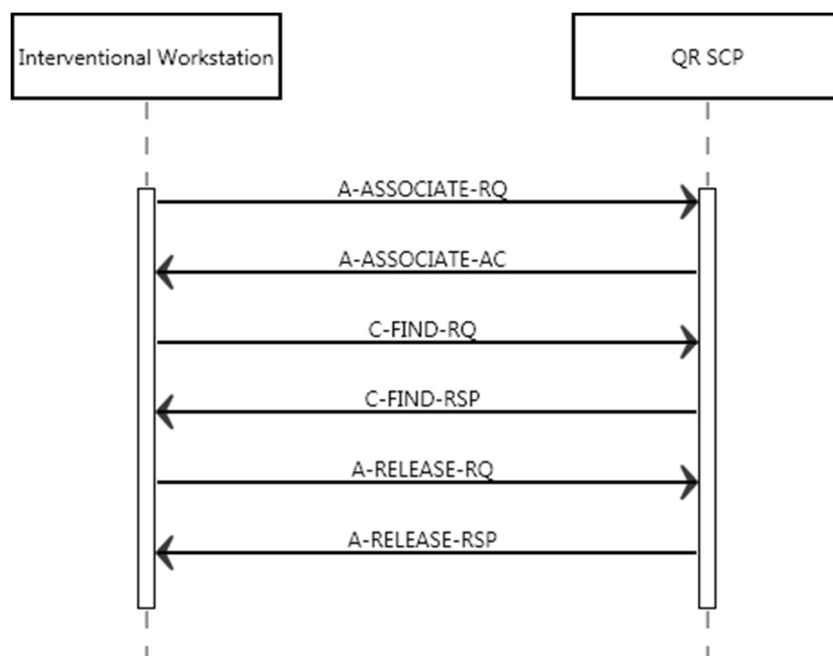 Interventional Workstation
QR SCP
A-ASSOCIATE-RQ
A-ASSOCIATE-AC
C-FIND-RQ
C-FIND-RSP
A-RELEASE-RQ
A-RELEASE-RSP